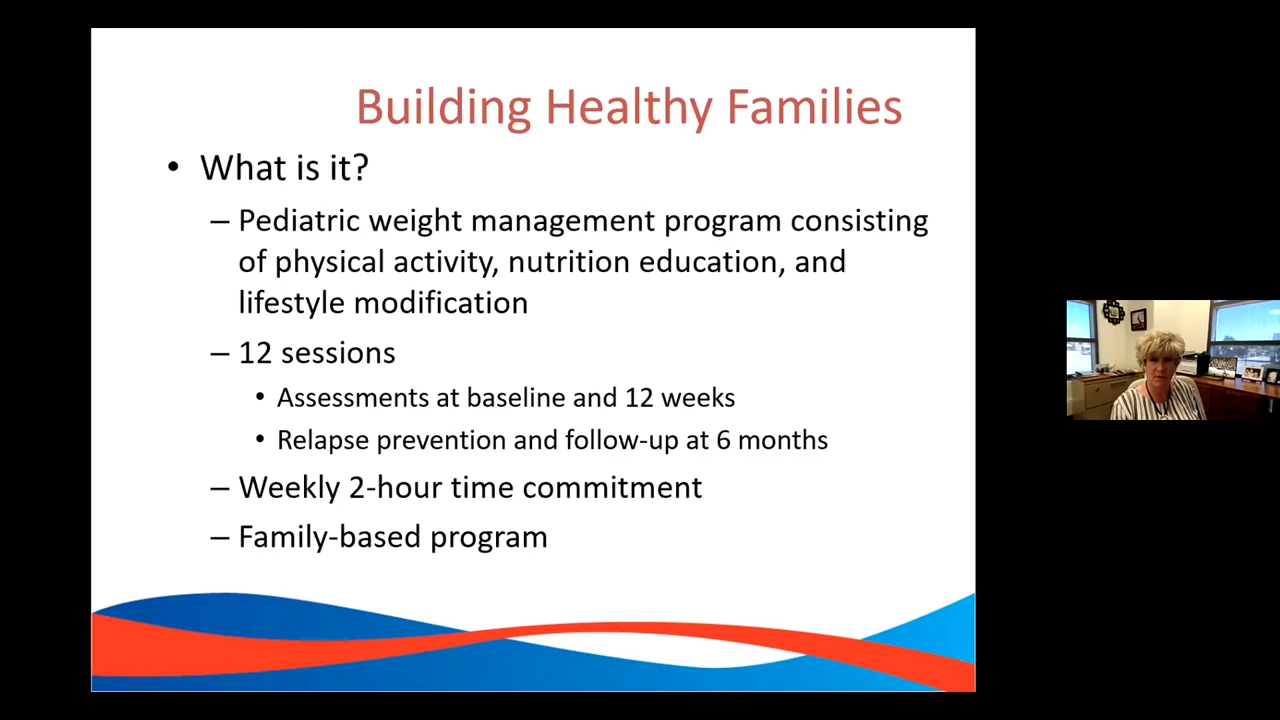 Building Healthy Families
• What is it?
– Pediatric weight management program consisting
of physical activity, nutrition education, and
lifestyle modification
– 12 sessions
• Assessments at baseline and 12 weeks
• Relapse prevention and follow-up at 6 months
– Weekly 2-hour time commitment
– Family-based program